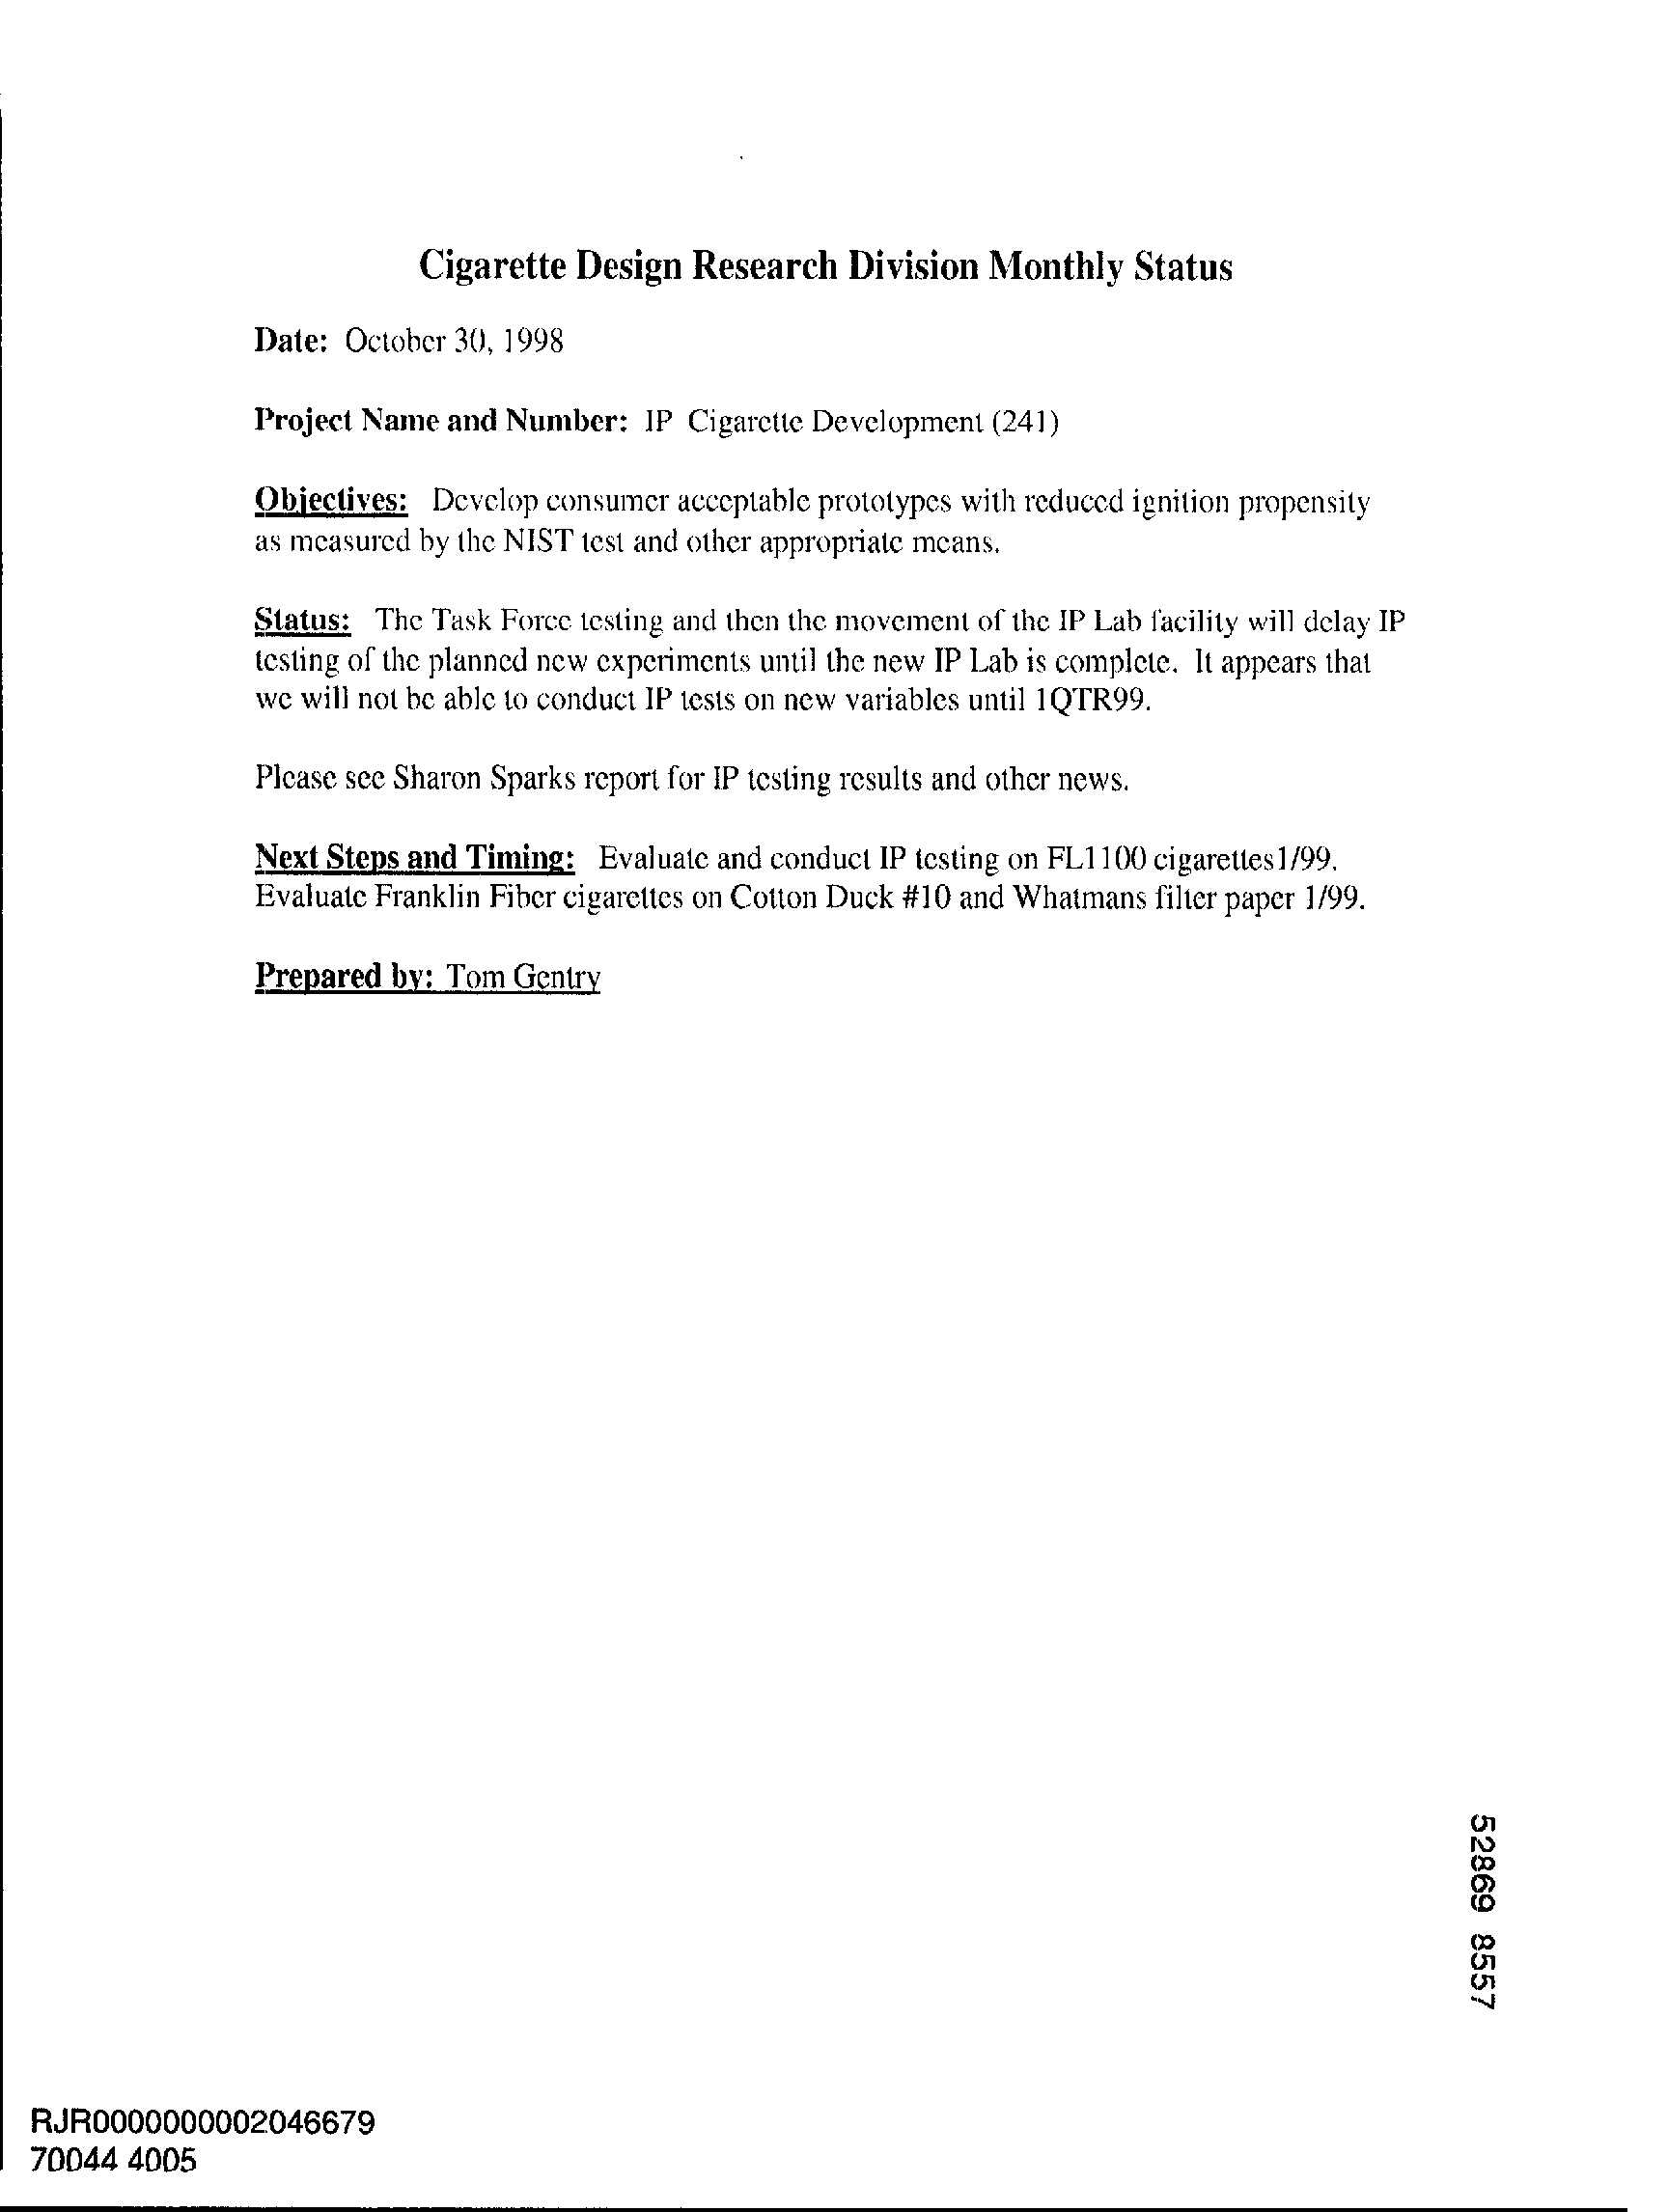 Cigarette Design Research Division Monthly Status
Date: October 30, 1998
Project Name and Number: IP Cigarette Development (241)
Objectives: Develop consumer acceptable prototypes with reduced ignition propensity
as measured by the NIST test and other appropriate means.
Status: The Task Force testing and then the movement of the IP Lab facility will delay IP
testing of the planned new experiments until the new IP Lab is complete. It appears that
we will not be able to conduct IP tests on new variables until 1QTR99.
Please see Sharon Sparks report for IP testing results and other news.
Next Steps and Timing: Evaluate and conduct IP testing on FL1100 cigarettes1/99.
Evaluate Franklin Fiber cigarettes on Cotton Duck #10 and Whatmans filter paper 1/99.
Prepared by: Tom Gentry
52869 8557
RJR0000000002046679
70044 4005